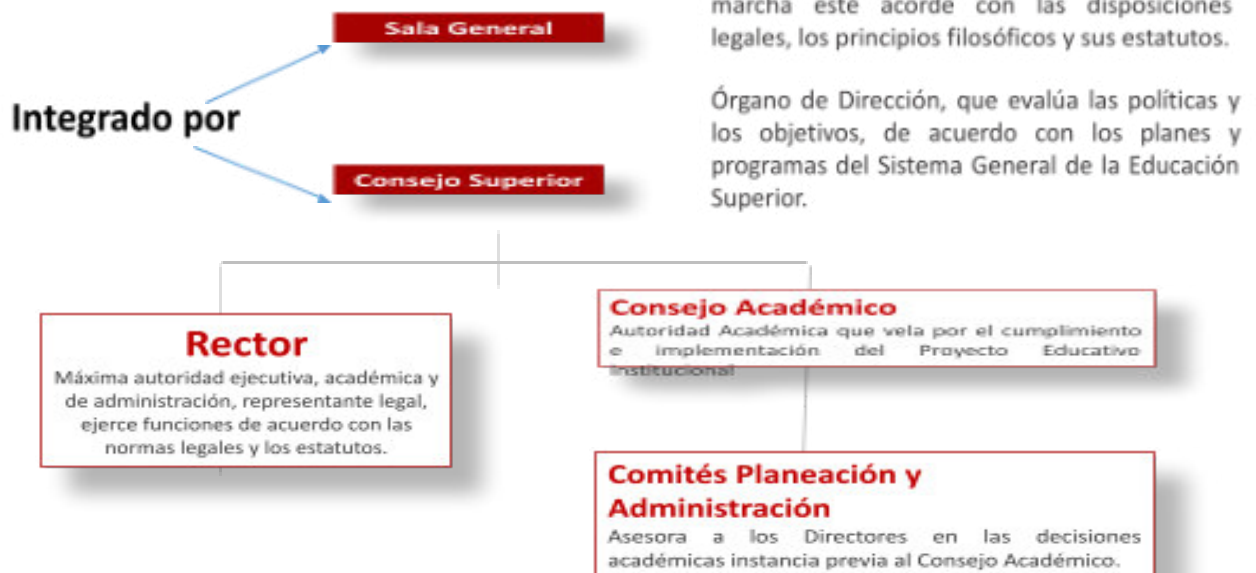 Sala General
marcha este acorde con las disposiciones
legales, los principios filosóficos y sus estatutos.
Integrado por
Órgano de Dirección, que evalúa las políticas y
los objetivos, de acuerdo con los planes y
programas del Sistema General de la Educación
Superior.
Consejo Superior
Rector
Máxima autoridad ejecutiva, académica y
de administración, representante legal,
ejerce funciones de acuerdo con las
normas legales y los estatutos.
Consejo Académico
Autoridad Académica que vela por el cumplimiento
e implementación del Proyecto Educativo
Institucional
Comités Planeación y
Administración
Asesora a los Directores en las decisiones
académicas instancia previa al Consejo Académico.